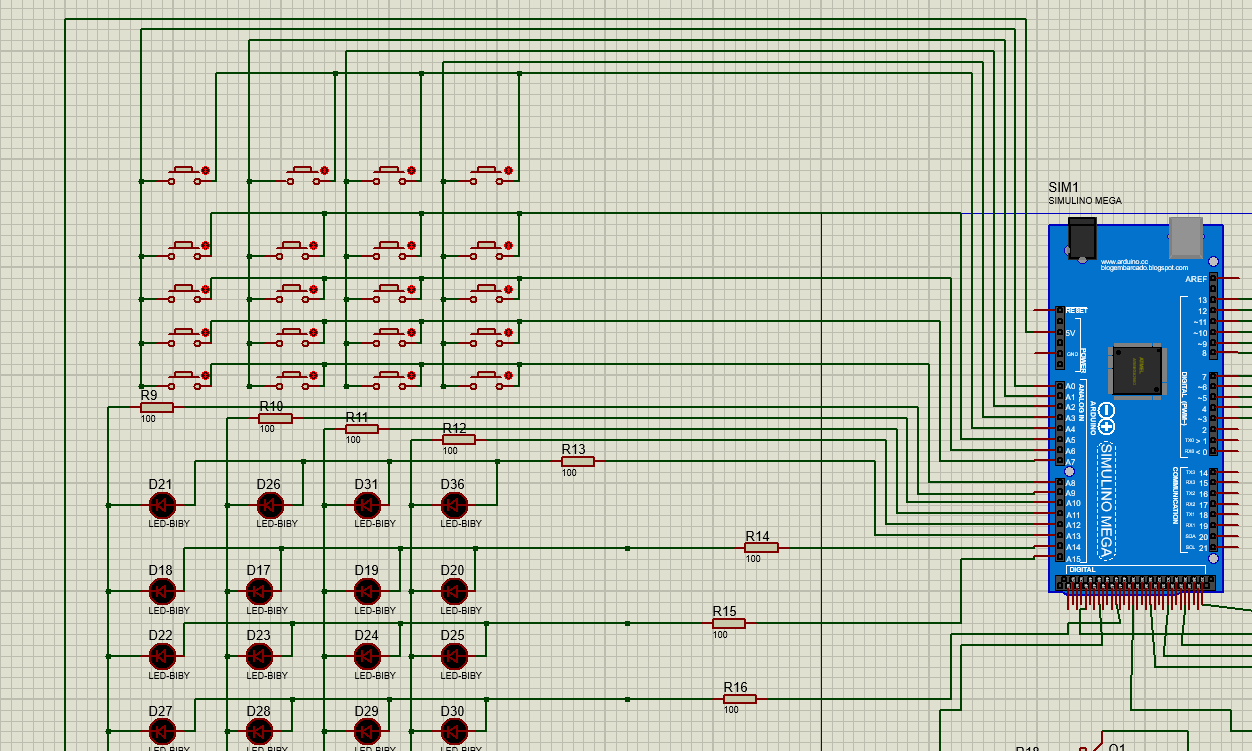 SIM1
SIMULINO MEGA
www.arduino.cc
blogembarcado.blogspot.com
AREF
RESET
5V
GND
POWER
13
12
~11
~10
~9
8
7
~6
~5
4
~3
2
TX0 > 1
RX0 < 0
DIGITAL (PWM~)
A0
A1
A2
A3
A4
A5
A6
A7
ANALOG IN
ARDUINO
SIMULINO MEGA
A8
A9
A10
A11
A12
A13
A14
A15
TX3 14
RX3 15
TX2 16
RX2 17
TX1 18
RX1 19
SDA 20
SCL 21
COMMUNICATION
DIGITAL
R9
100
R10
100
R11
100
R12
100
R13
100
D21
LED-BIBY
D26
LED-BIBY
D31
LED-BIBY
D36
LED-BIBY
R14
100
D18
LED-BIBY
D17
LED-BIBY
D19
LED-BIBY
D20
LED-BIBY
R15
100
D22
LED-BIBY
D23
LED-BIBY
D24
LED-BIBY
D25
LED-BIBY
R16
100
D27
LED-BIBY
D28
LED-BIBY
D29
LED-BIBY
D30
LED-BIBY
R18
Q1